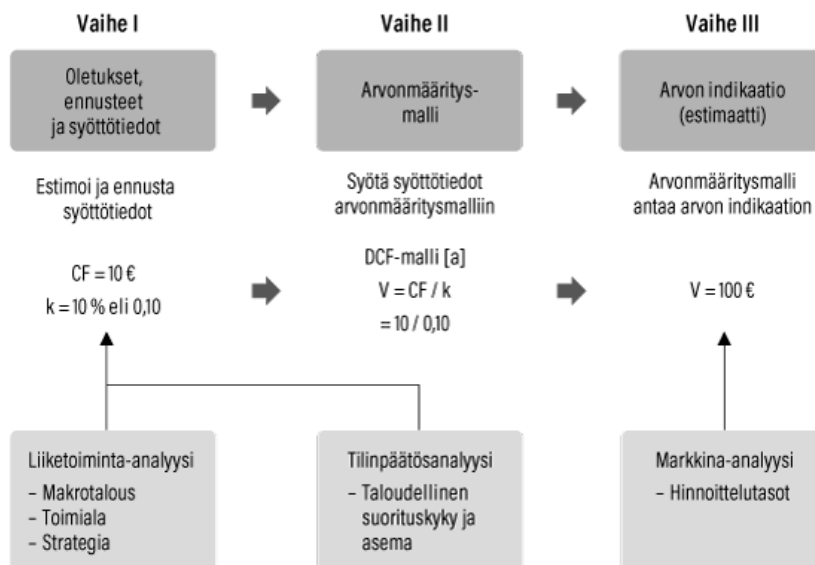 Vaihe I
Vaihe II
Vaihe III
Oletukset,
ennusteet
ja syöttötiedot
Arvonmääritys-
malli
Arvon indikaatio
(estimaatti)
Estimoi ja ennusta
syöttötiedot
Syötä syöttötiedot
arvonmääritysmalliin
Arvonmääritysmalli
antaa arvon indikaation
CF = 10 €
k = 10 % eli 0,10
DCF-malli [a]
V = CF / k
= 10 / 0,10
V = 100 €
Liiketoiminta-analyysi
– Makrotalous
– Toimiala
– Strategia
Tilinpäätösanalyysi
– Taloudellinen
suorituskyky ja
asema
Markkina-analyysi
– Hinnoittelutasot